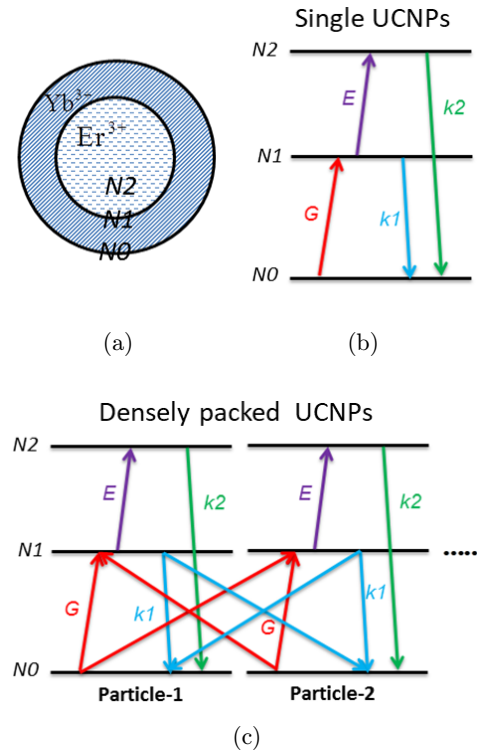 Single UCNPs
Yb3+
Er3+
N2
N1
N0
(a)
N2
E
k2
N1
G
k1
N0
(b)
Densely packed UCNPs
N2
E
k2
E
k2
N1
.....
G
k1
G
k1
N0
Particle-1
Particle-2
(c)